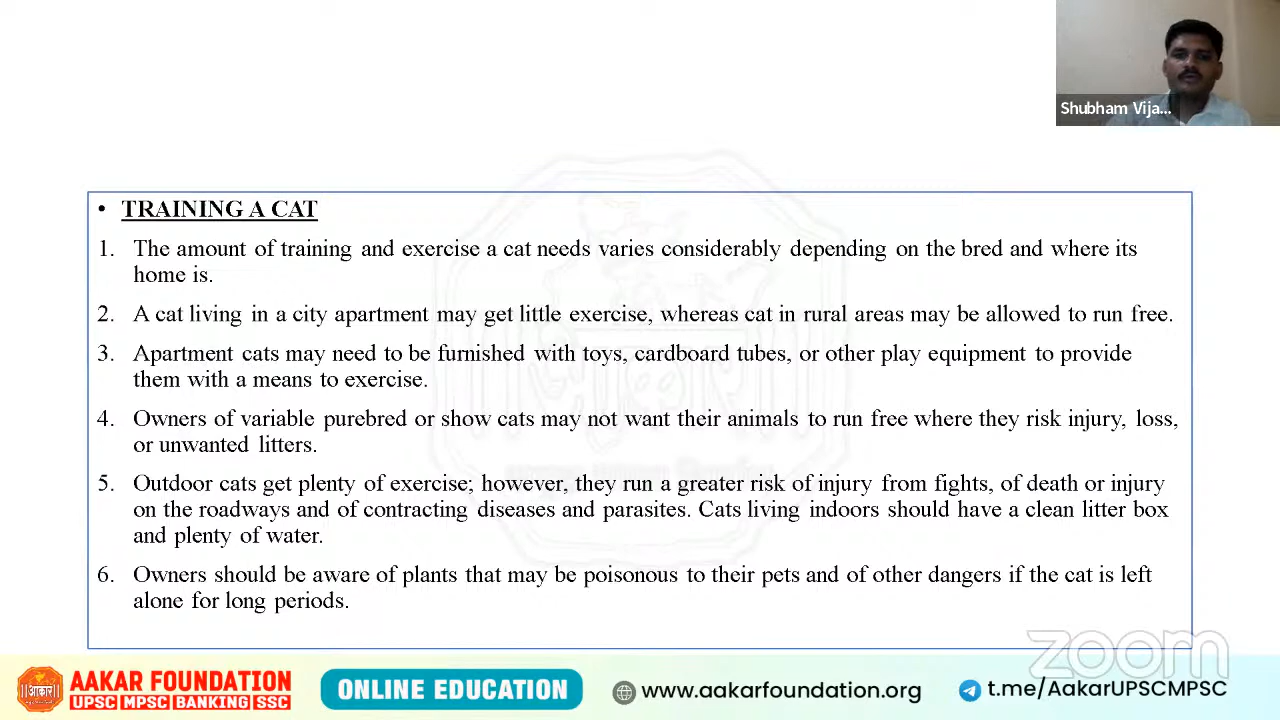 Shubham Vija...
• TRAINING A CAT
1. The amount of training and exercise a cat needs varies considerably depending on the bred and where its
home is.
2. A cat living in a city apartment may get little exercise, whereas cat in rural areas may be allowed to run free.
3. Apartment cats may need to be furnished with toys, cardboard tubes, or other play equipment to provide
them with a means to exercise.
4. Owners of variable purebred or show cats may not want their animals to run free where they risk injury, loss,
or unwanted litters.
5. Outdoor cats get plenty of exercise; however, they run a greater risk of injury from fights, of death or injury
on the roadways and of contracting diseases and parasites. Cats living indoors should have a clean litter box
and plenty of water.
6. Owners should be aware of plants that may be poisonous to their pets and of other dangers if the cat is left
alone for long periods.
zoom
आकार
AAKAR FOUNDATION
UPSC|MPSC|BANKING|SSC
ONLINE EDUCATION
www.aakarfoundation.org
t.me/AakarUPSCMPSC